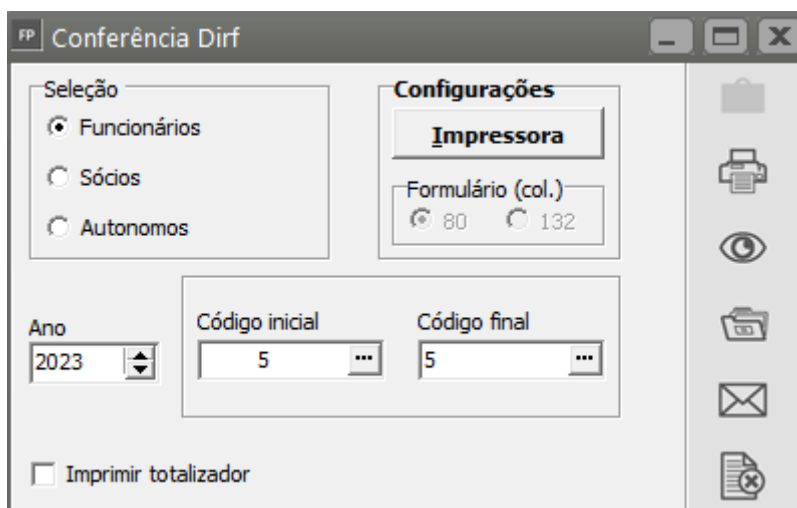 FP Conferência Dirf
Seleção
Funcionários
Sócios
Autonomos
Configurações
Impressora
Formulário (col.)
80 132
Ano
2023
Código inicial
5
Código final
5
Imprimir totalizador